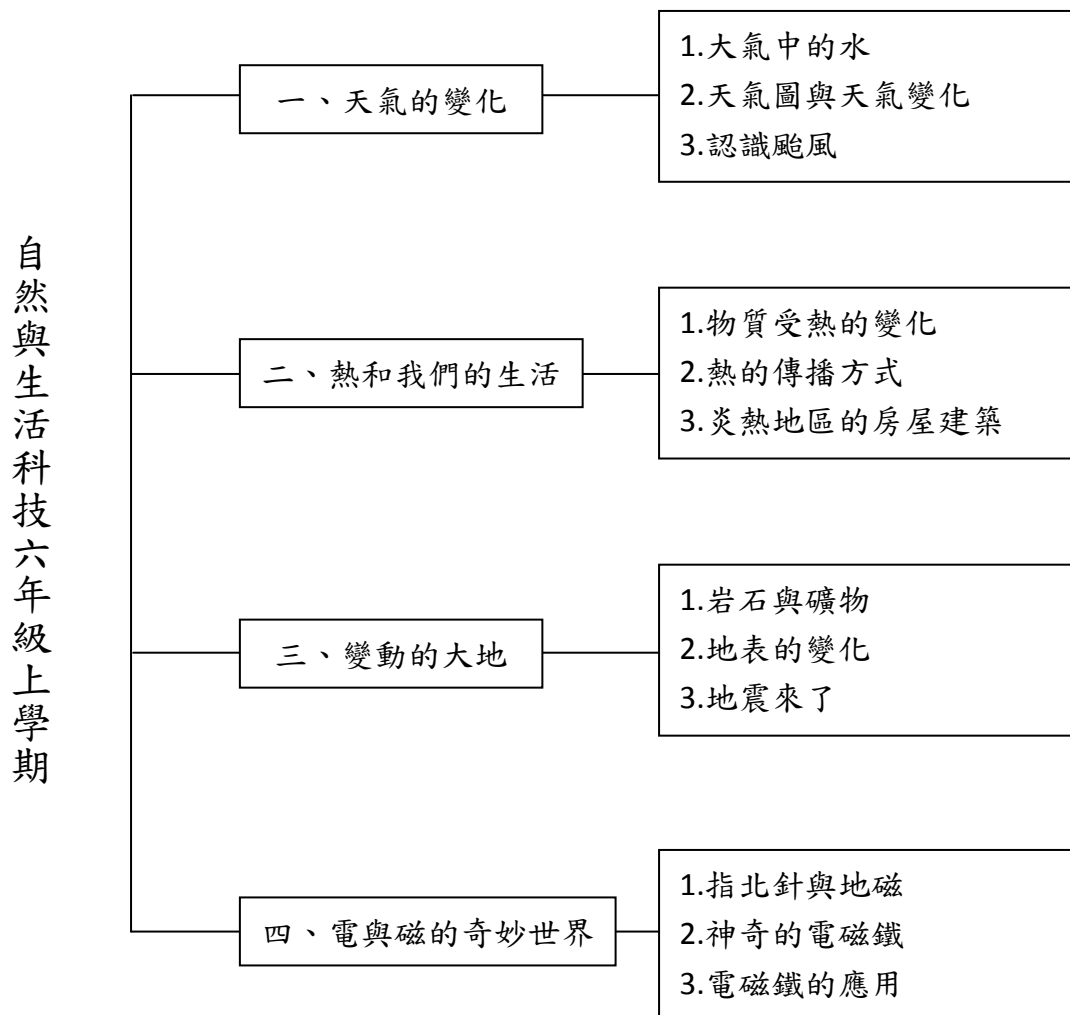 自然與生活科技六年級上學期
一、天氣的變化
1.大氣中的水
2.天氣圖與天氣變化
3.認識颱風
二、熱和我們的生活
1.物質受熱的變化
2.熱的傳播方式
3.炎熱地區的房屋建築
三、變動的大地
1.岩石與礦物
2.地表的變化
3.地震來了
四、電與磁的奇妙世界
1.指北針與地磁
2.神奇的電磁鐵
3.電磁鐵的應用